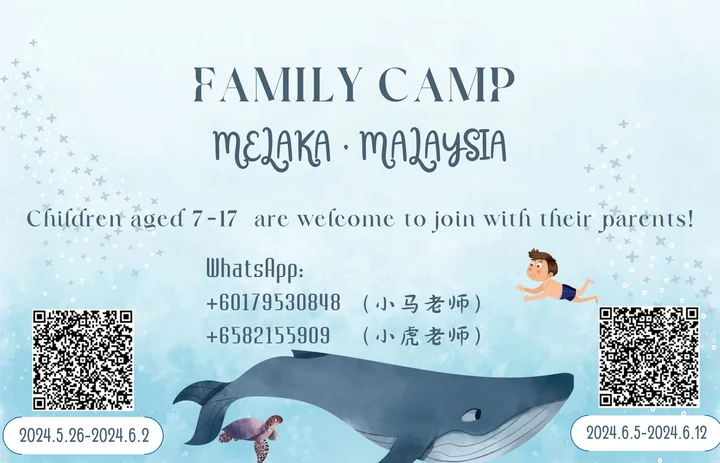 FAMILY CAMP
MELAKA · MALAYSIA
Children aged 7-17 are welcome to join with their parents!
WhatsApp:
+60179530848 （小马老师）
+6582155909 （小虎老师）
2024.5.26-2024.6.2
2024.6.5-2024.6.12